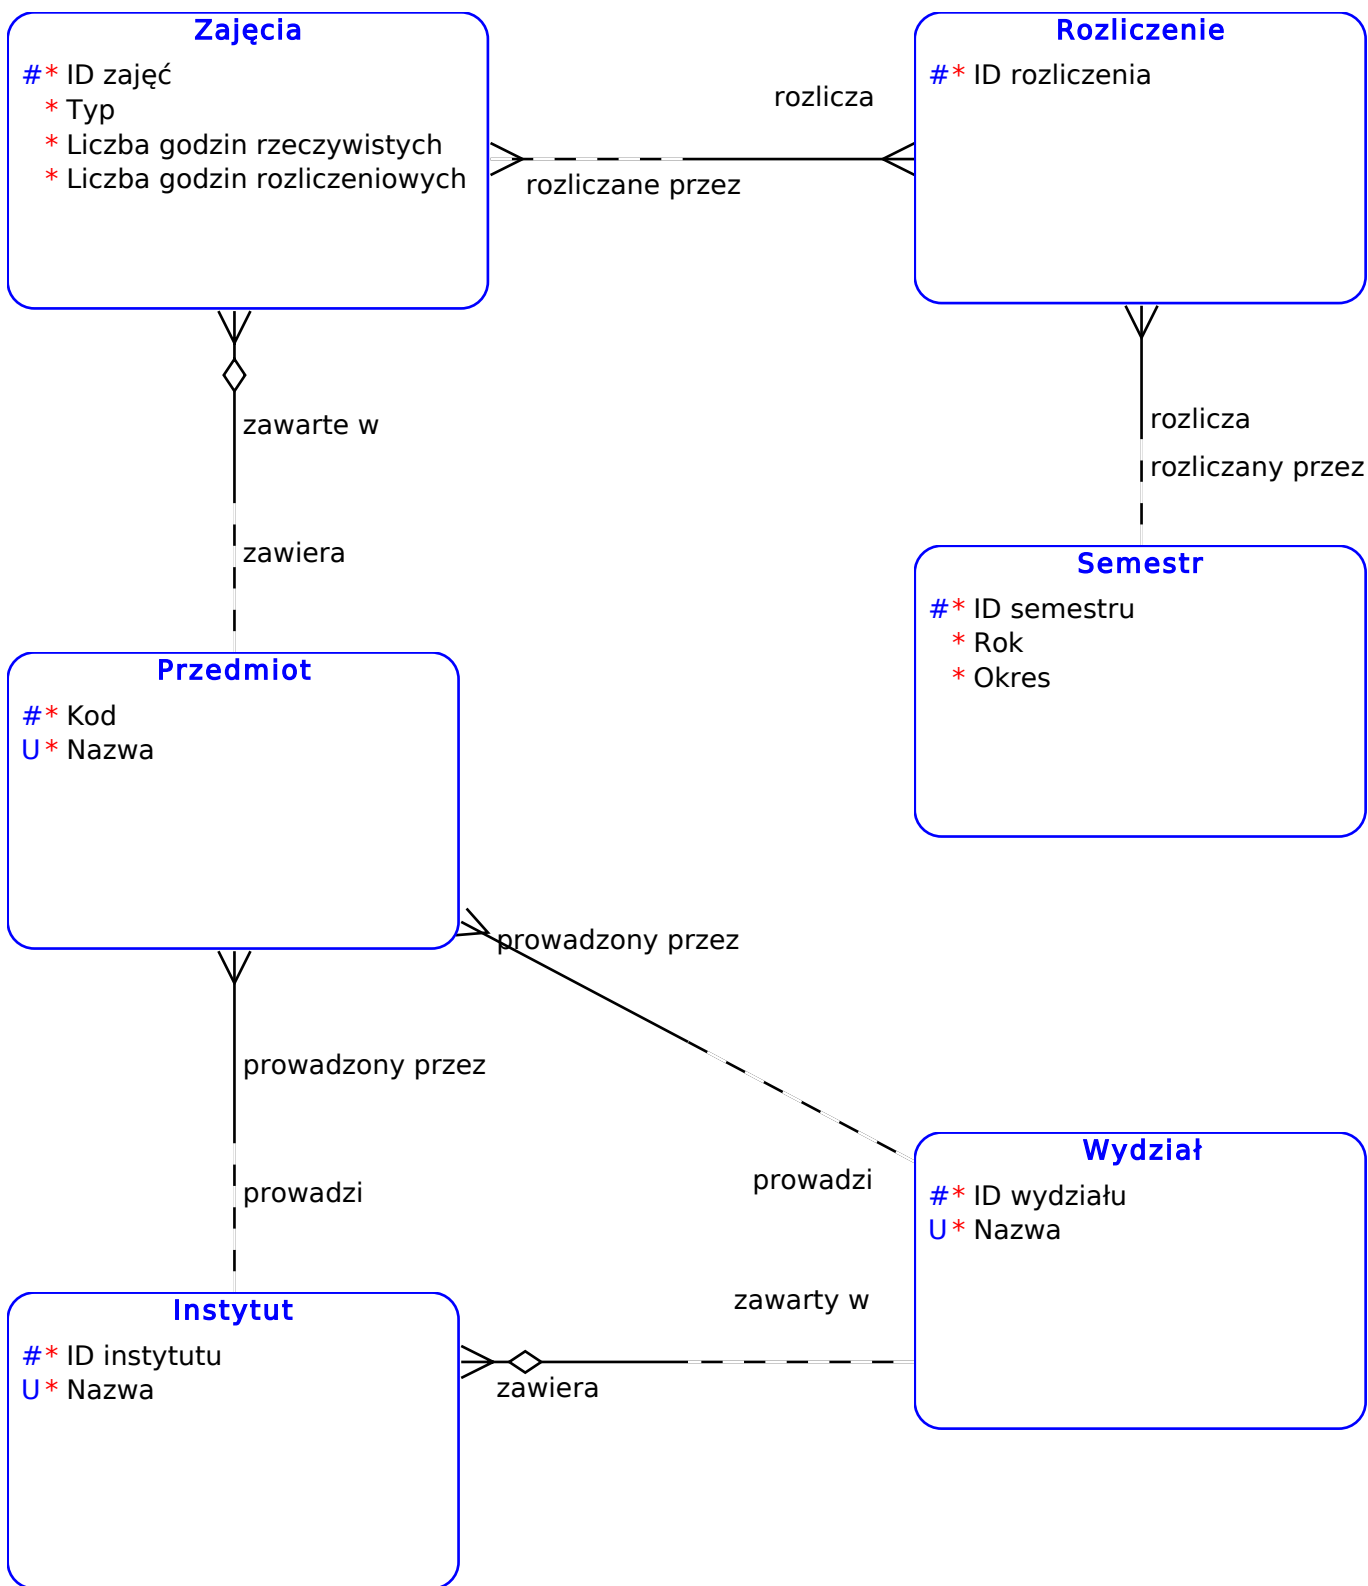 Zajęcia
#* ID zajęć
* Typ
* Liczba godzin rzeczywistych
* Liczba godzin rozliczeniowych
Rozliczenie
#* ID rozliczenia
rozlicza
rozliczane przez
zawarte w
zawiera
rozlicza
rozliczany przez
Semestr
#* ID semestru
* Rok
* Okres
Przedmiot
#* Kod
U* Nazwa
prowadzony przez
prowadzony przez
prowadzi
prowadzi
Wydział
#* ID wydziału
U* Nazwa
zawarty w
zawiera
Instytut
#* ID instytutu
U* Nazwa